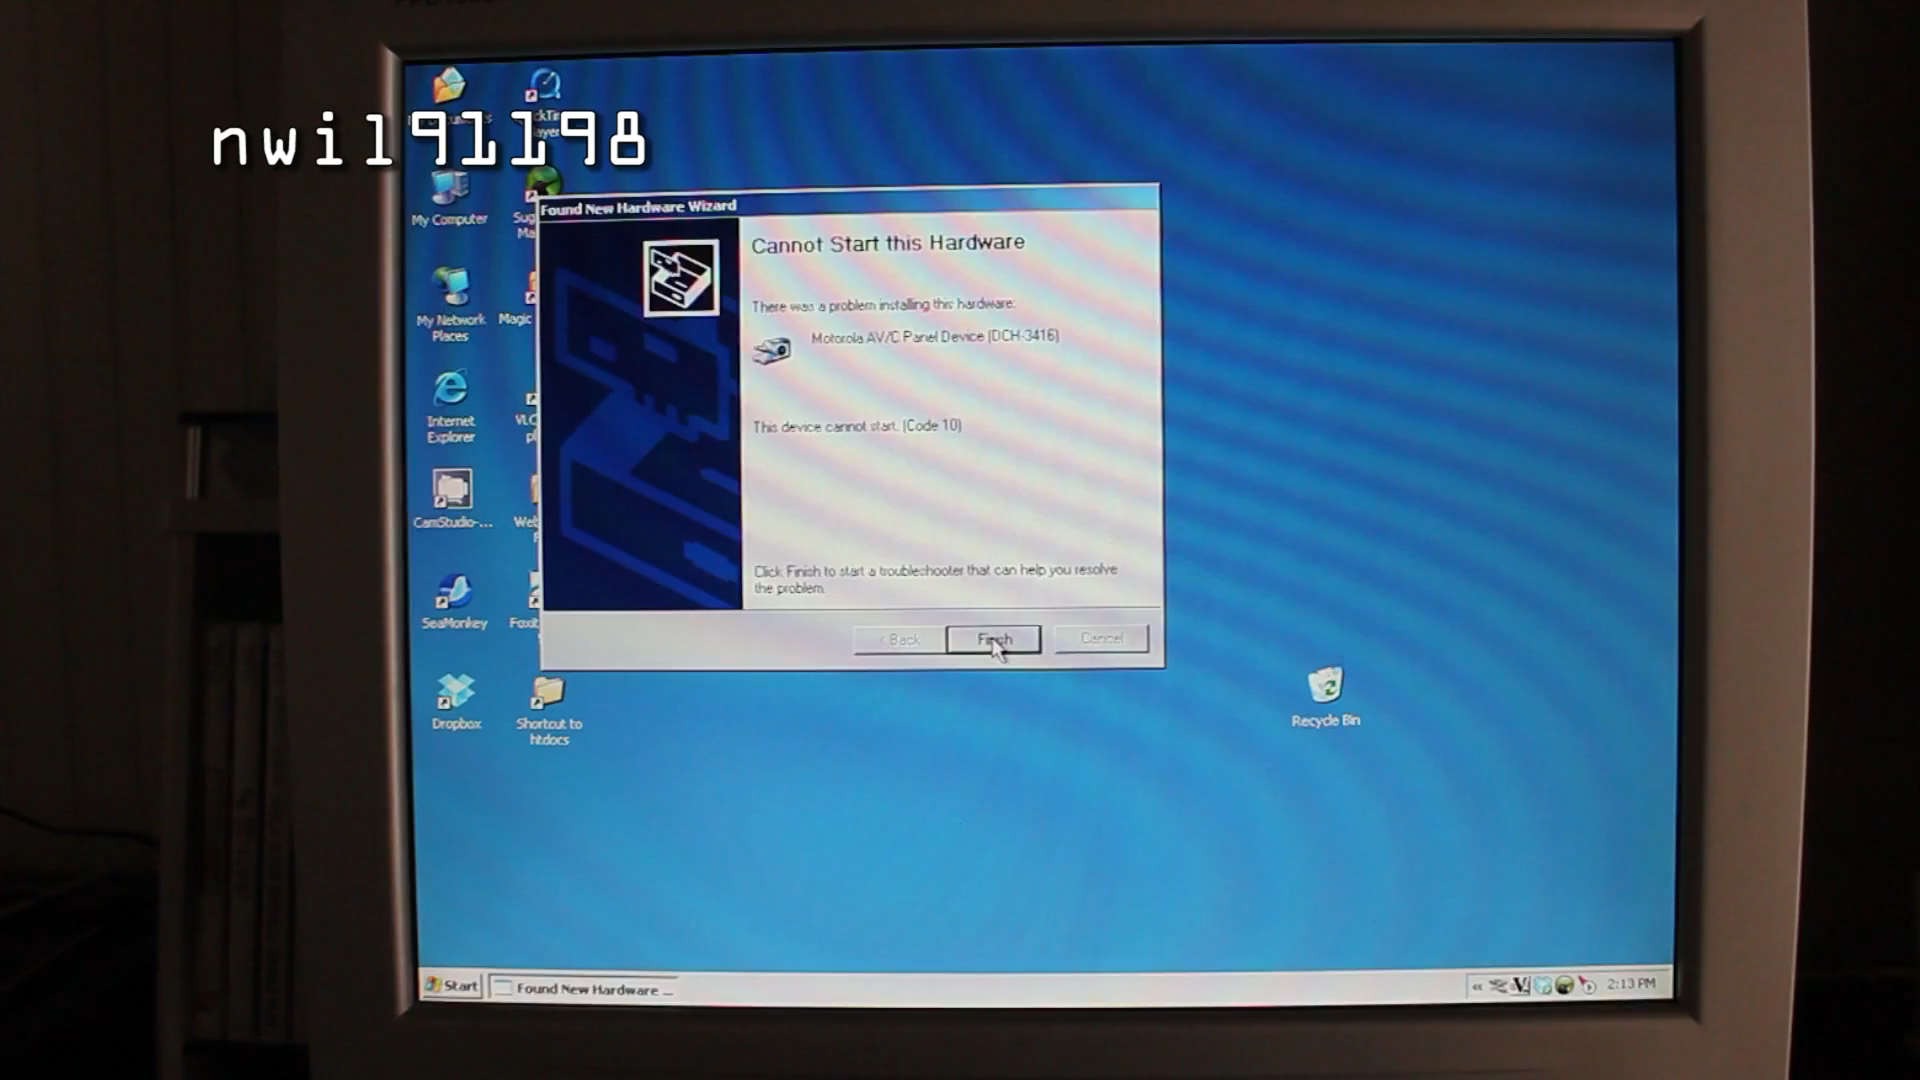 nwil91198
My Computer
My Network
Places
Magic
Internet
Explorer
CamStudio-...
Web
SeaMonkey
Foxit
Dropbox
Shortcut to
htdocs
Found New Hardware Wizard
Cannot Start this Hardware
There was a problem installing this hardware:
Motorola AV/C Panel Device (DCH-3416)
This device cannot start. (Code 10)
Click Finish to start a troubleshooter that can help you resolve
the problem.
< Back
Finish
Cancel
Recycle Bin
Start
Found New Hardware ...
2:13 PM